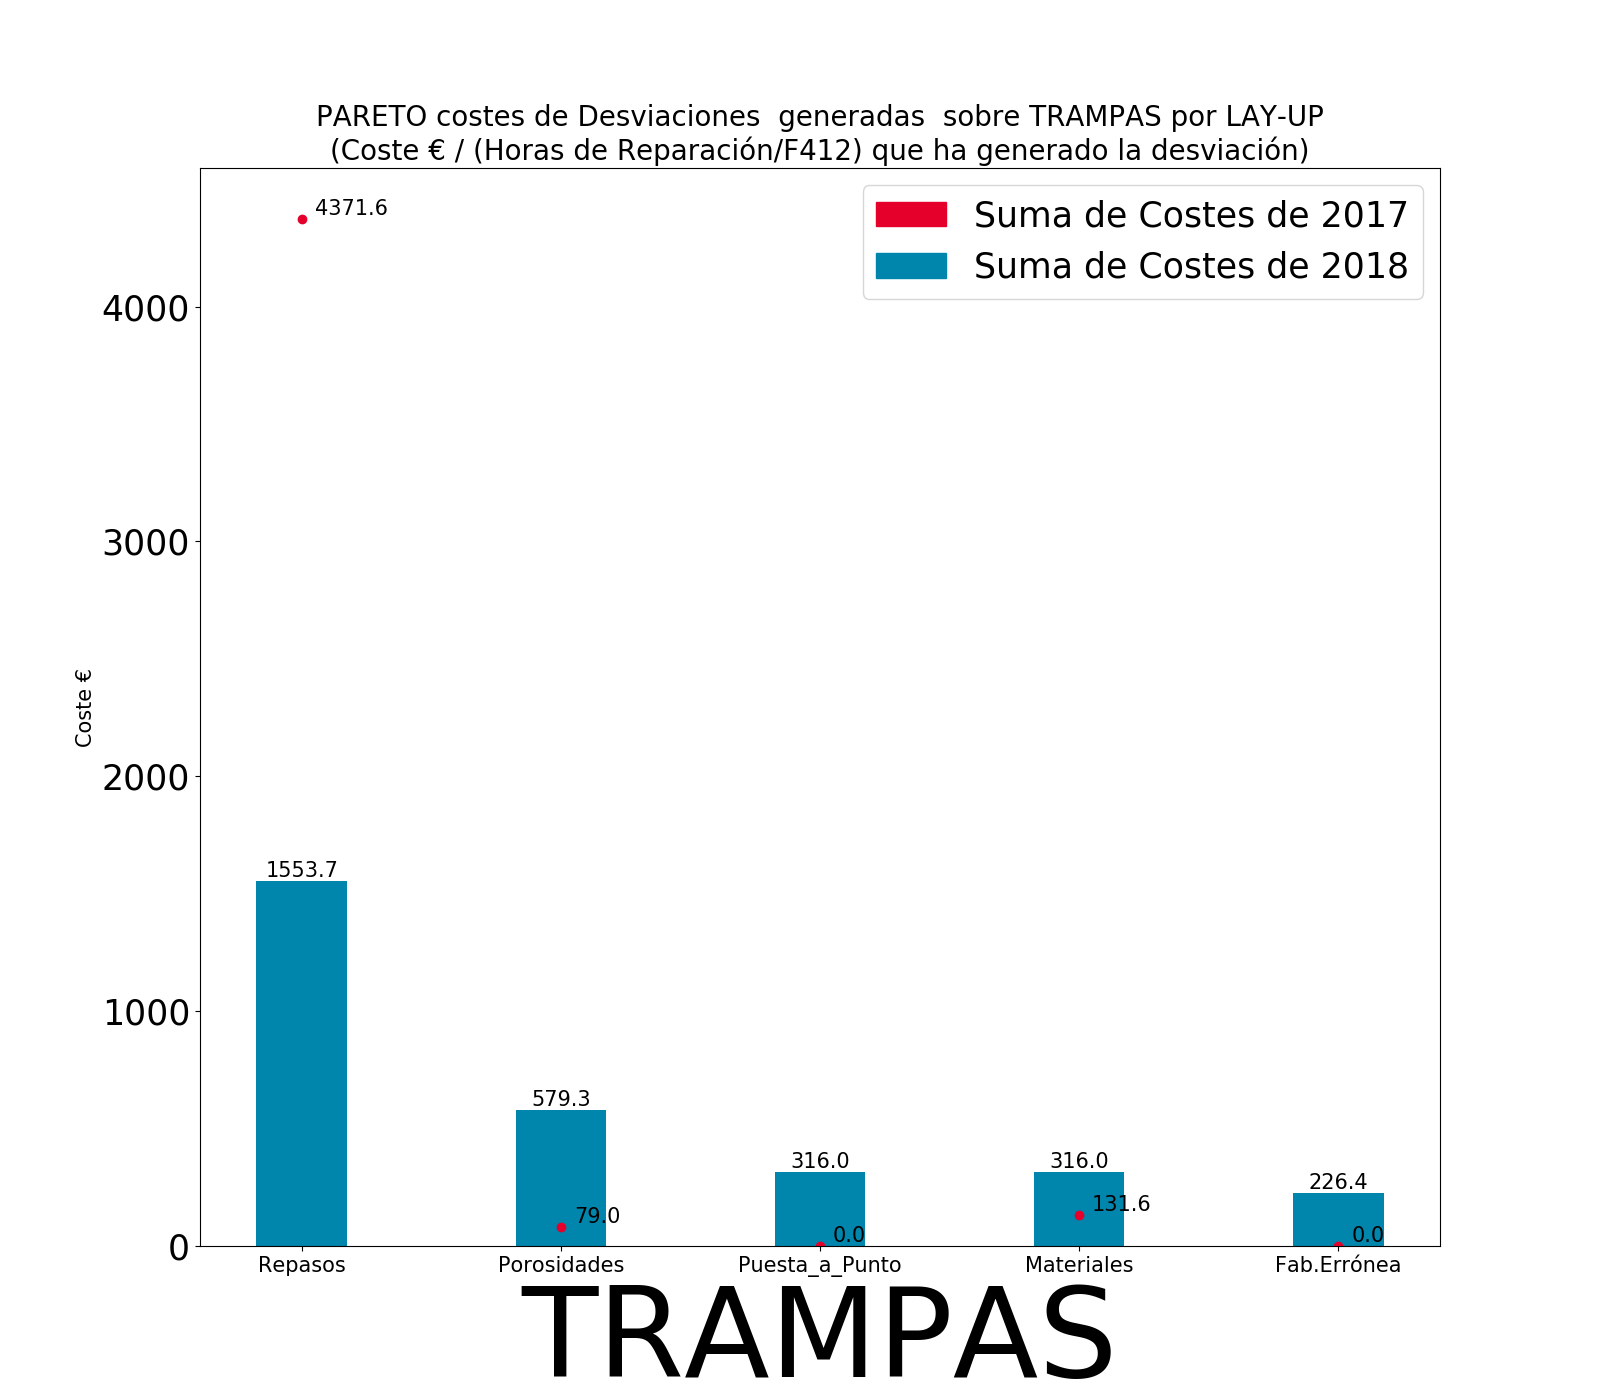 PARETO costes de Desviaciones  generadas  sobre TRAMPAS por LAY-UP
(Coste € / (Horas de Reparación/F412) que ha generado la desviación)
Suma de Costes de 2017
Suma de Costes de 2018
4371.6
4000
3000
2000
1000
0
Coste €
1553.7
579.3
79.0
316.0
0.0
316.0
131.6
226.4
0.0
Repasos
Porosidades
Puesta_a_Punto
Materiales
Fab.Errónea
TRAMPAS